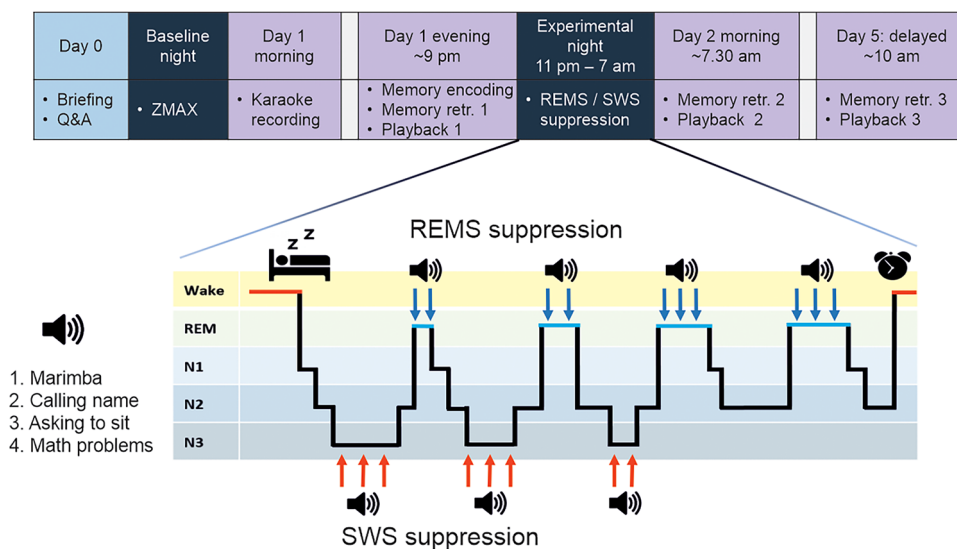 Day 0
Baseline
night
Day 1
morning
Day 1 evening
~9 pm
Experimental
night
11 pm – 7 am
Day 2 morning
~7.30 am
Day 5: delayed
~10 am
• Briefing
• Q&A
• ZMAX
• Karaoke
recording
• Memory encoding
• Memory retr. 1
• Playback 1
• REMS / SWS
suppression
• Memory retr. 2
• Playback 2
• Memory retr. 3
• Playback 3
REMS suppression
z z
Wake
REM
N1
N2
N3
1. Marimba
2. Calling name
3. Asking to sit
4. Math problems
SWS suppression